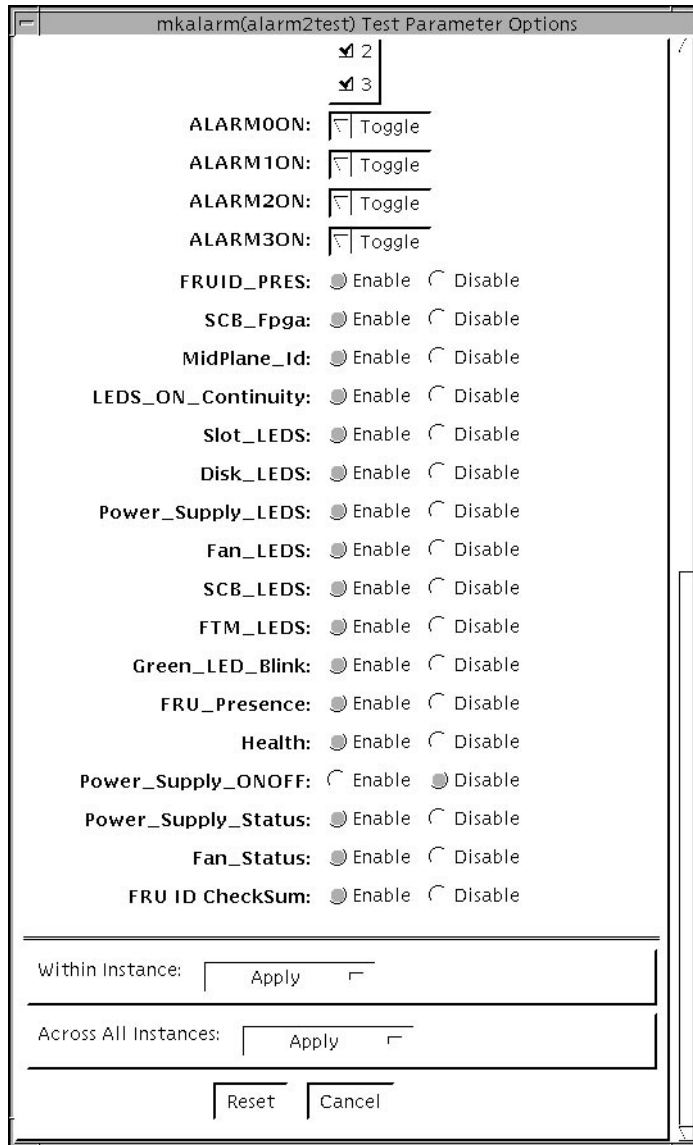 mkalarm(alarm2test) Test Parameter Options
2
3
ALARM0ON: Toggle
ALARM1ON: Toggle
ALARM2ON: Toggle
ALARM3ON: Toggle
FRUID_PRES: Enable Disable
SCB_Fpga: Enable Disable
MidPlane_Id: Enable Disable
LEDS_ON_Continuity: Enable Disable
Slot_LEDS: Enable Disable
Disk_LEDS: Enable Disable
Power_Supply_LEDS: Enable Disable
Fan_LEDS: Enable Disable
SCB_LEDS: Enable Disable
FTM_LEDS: Enable Disable
Green_LED_Blink: Enable Disable
FRU_Presence: Enable Disable
Health: Enable Disable
Power_Supply_ONOFF: Enable Disable
Power_Supply_Status: Enable Disable
Fan_Status: Enable Disable
FRU ID CheckSum: Enable Disable
Within Instance: Apply
Across All Instances: Apply
Reset Cancel